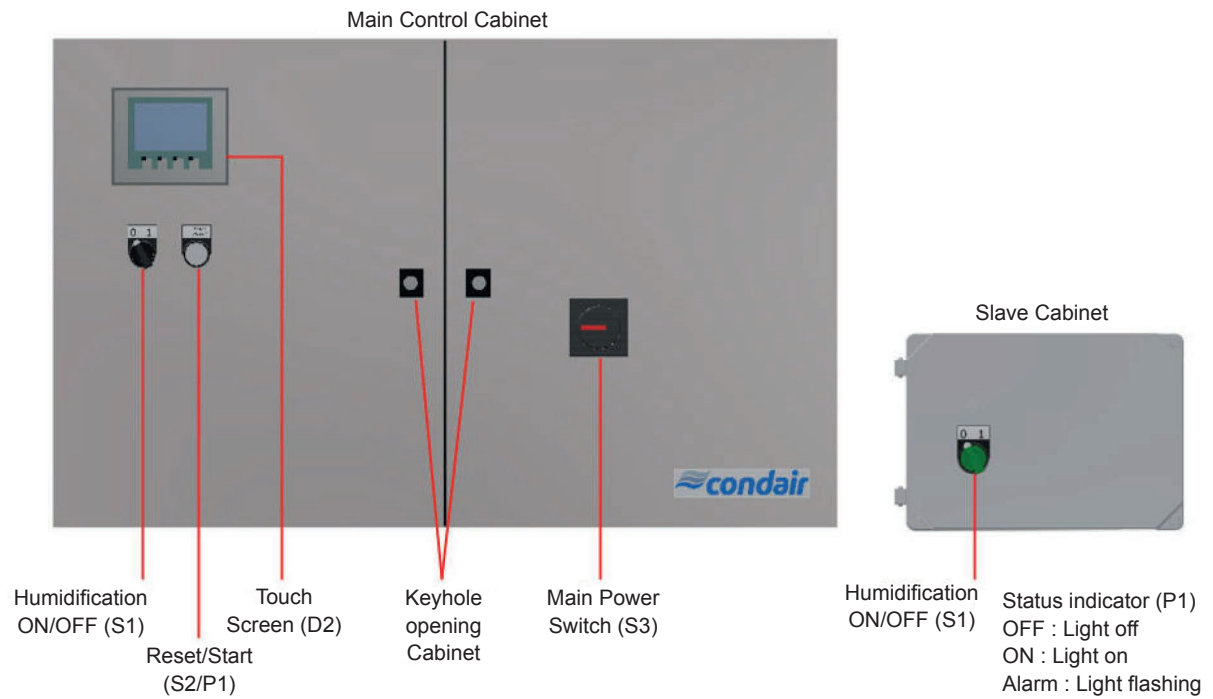 Main Control Cabinet
0 1
condair
Slave Cabinet
0 1
Humidification
ON/OFF (S1)
Reset/Start
(S2/P1)
Touch
Screen (D2)
Keyhole
opening
Cabinet
Main Power
Switch (S3)
Humidification
ON/OFF (S1)
Status indicator (P1)
OFF : Light off
ON : Light on
Alarm : Light flashing